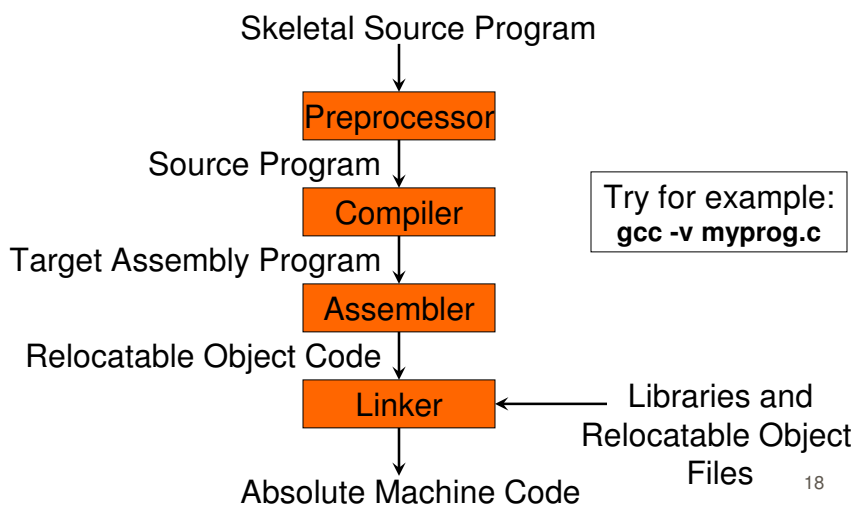 Skeletal Source Program
Preprocessor
Source Program
Compiler
Try for example:
gcc -v myprog.c
Target Assembly Program
Assembler
Relocatable Object Code
Linker
Libraries and
Relocatable Object
Files
Absolute Machine Code
18